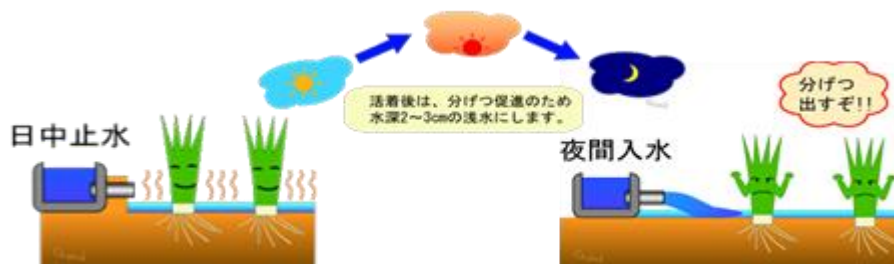 日中止水
活着後は、分げつ促進のため
水深2～3cmの浅水にします。
夜間入水
分げつ
出すぞ!!